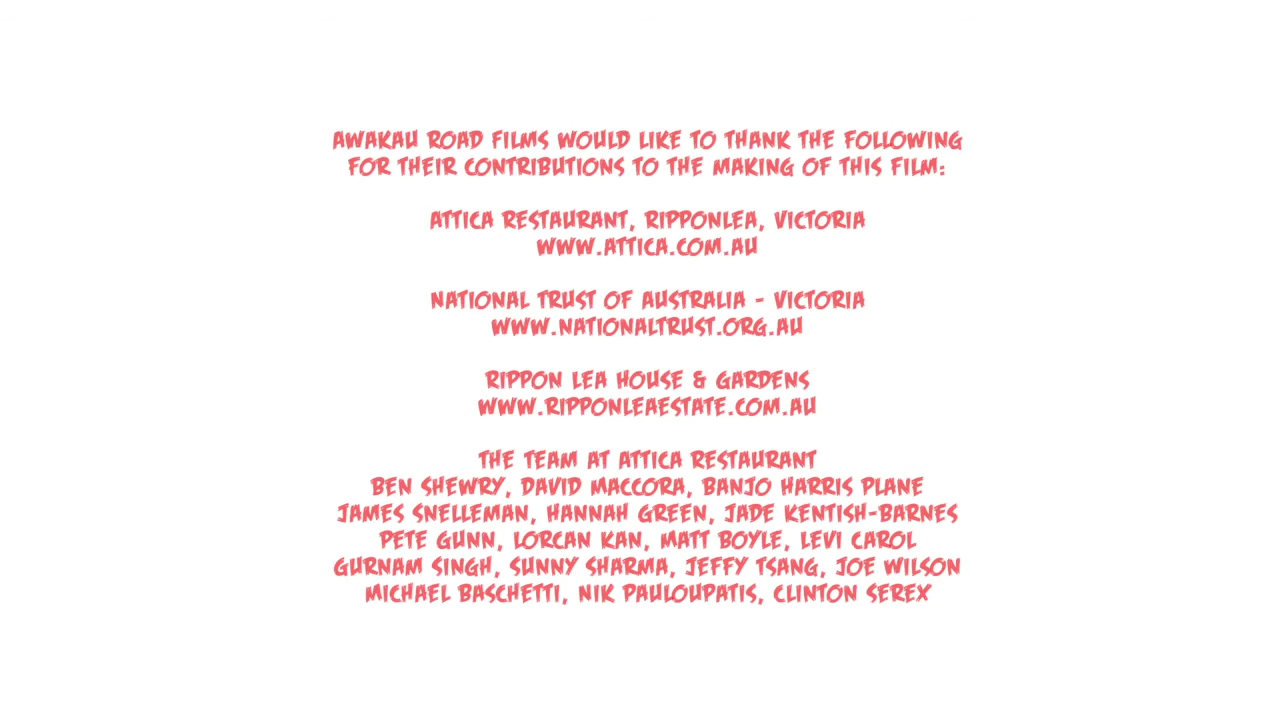 AWAKAU ROAD FILMS WOULD LIKE TO THANK THE FOLLOWING
FOR THEIR CONTRIBUTIONS TO THE MAKING OF THIS FILM:
ATTICA RESTAURANT, RIPPONLEA, VICTORIA
WWW.ATTICA.COM.AU
NATIONAL TRUST OF AUSTRALIA - VICTORIA
WWW.NATIONALTRUST.ORG.AU
RIPPON LEA HOUSE & GARDENS
WWW.RIPPONLEAESTATE.COM.AU
THE TEAM AT ATTICA RESTAURANT
BEN SHEWRY, DAVID MACCORA, BANJO HARRIS PLANE
JAMES SNELLEMAN, HANNAH GREEN, JADE KENTISH-BARNES
PETE GUNN, LORCAN KAN, MATT BOYLE, LEVI CAROL
GURNAM SINGH, SUNNY SHARMA, JEFFY TSANG, JOE WILSON
MICHAEL BASCHETTI, NIK PAULOUPATIS, CLINTON SEREX